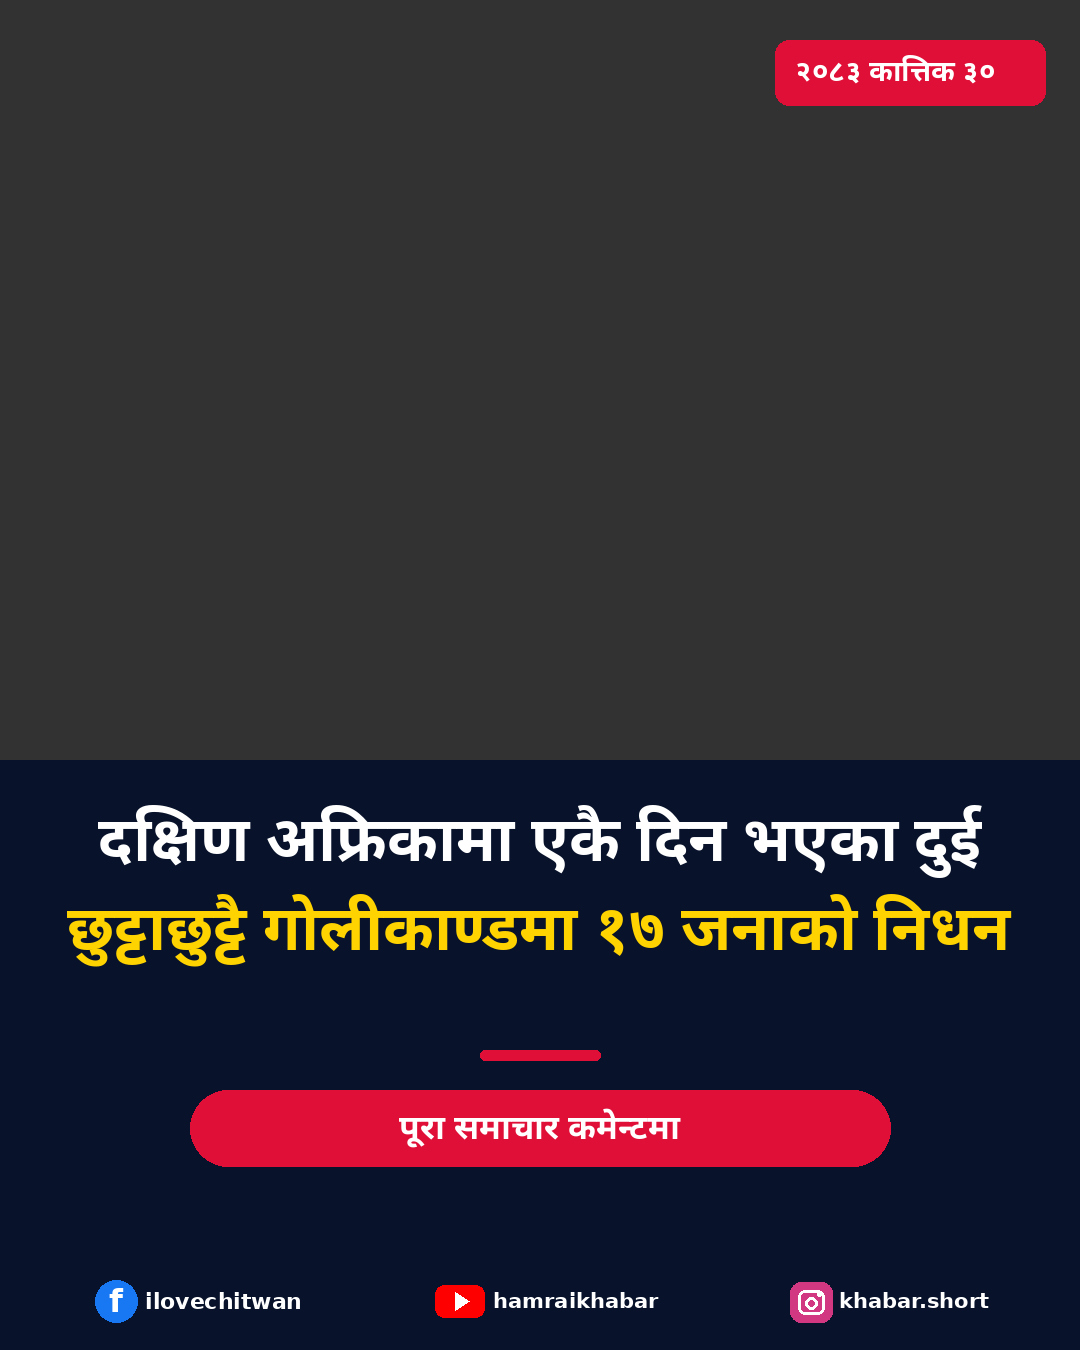 २०८३ कात्तिक ३०
दक्षिण अफ्रिकामा एकै दिन भएका दुई
छुट्टाछुट्टै गोलीकाण्डमा १७ जनाको निधन
पूरा समाचार कमेन्टमा
f ilovechitwan hamraikhabar khabar.short